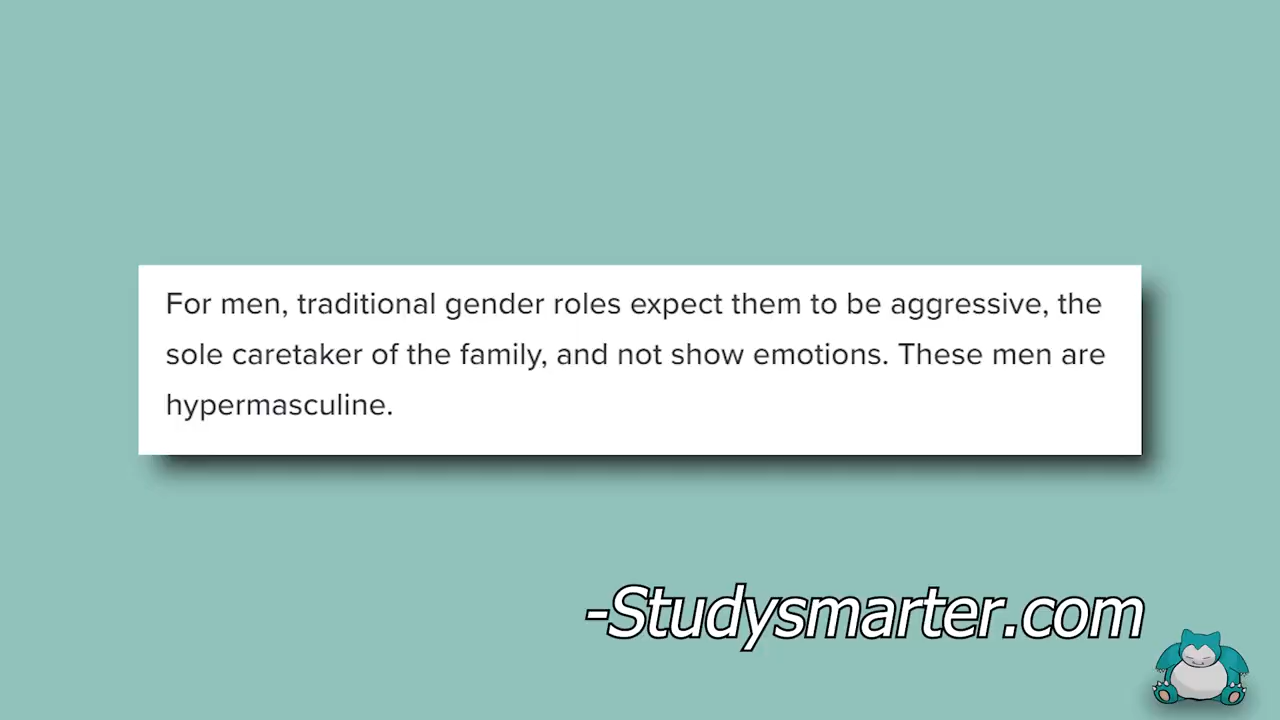 For men, traditional gender roles expect them to be aggressive, the
sole caretaker of the family, and not show emotions. These men are
hypermasculine.
-Studysmarter.com